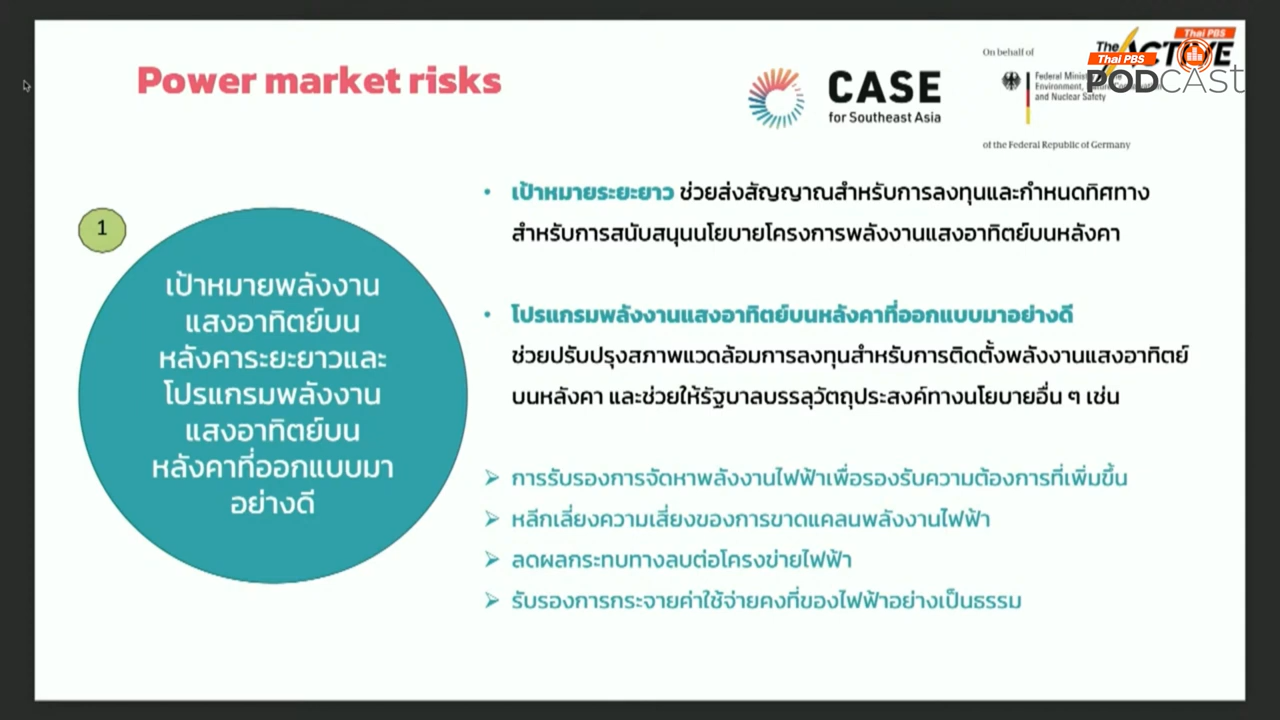 Power market risks
CASE
for Southeast Asia
On behalf of
Federal
Environment,
and Nuclear Safety
of the Federal Republic of Germany
Thai PBS
The ACTIVE
Thai PBS
PODCAST
1
เป้าหมายพลังงาน
แสงอาทิตย์บน
หลังคาระยะยาวและ
โปรแกรมพลังงาน
แสงอาทิตย์บน
หลังคาที่ออกแบบมา
อย่างดี
• เป้าหมายระยะยาว ช่วยส่งสัญญาณสำหรับการลงทุนและกำหนดทิศทาง
สำหรับการสนับสนุนนโยบายโครงการพลังงานแสงอาทิตย์บนหลังคา
• โปรแกรมพลังงานแสงอาทิตย์บนหลังคาที่ออกแบบมาอย่างดี
ช่วยปรับปรุงสภาพแวดล้อมการลงทุนสำหรับการติดตั้งพลังงานแสงอาทิตย์
บนหลังคา และช่วยให้รัฐบาลบรรลุวัตถุประสงค์ทางนโยบายอื่น ๆ เช่น
➢ การรับรองการจัดหาพลังงานไฟฟ้าเพื่อรองรับความต้องการที่เพิ่มขึ้น
➢ หลีกเลี่ยงความเสี่ยงของการขาดแคลนพลังงานไฟฟ้า
➢ ลดผลกระทบทางลบต่อโครงข่ายไฟฟ้า
➢ รับรองการกระจายค่าใช้จ่ายคงที่ของไฟฟ้าอย่างเป็นธรรม